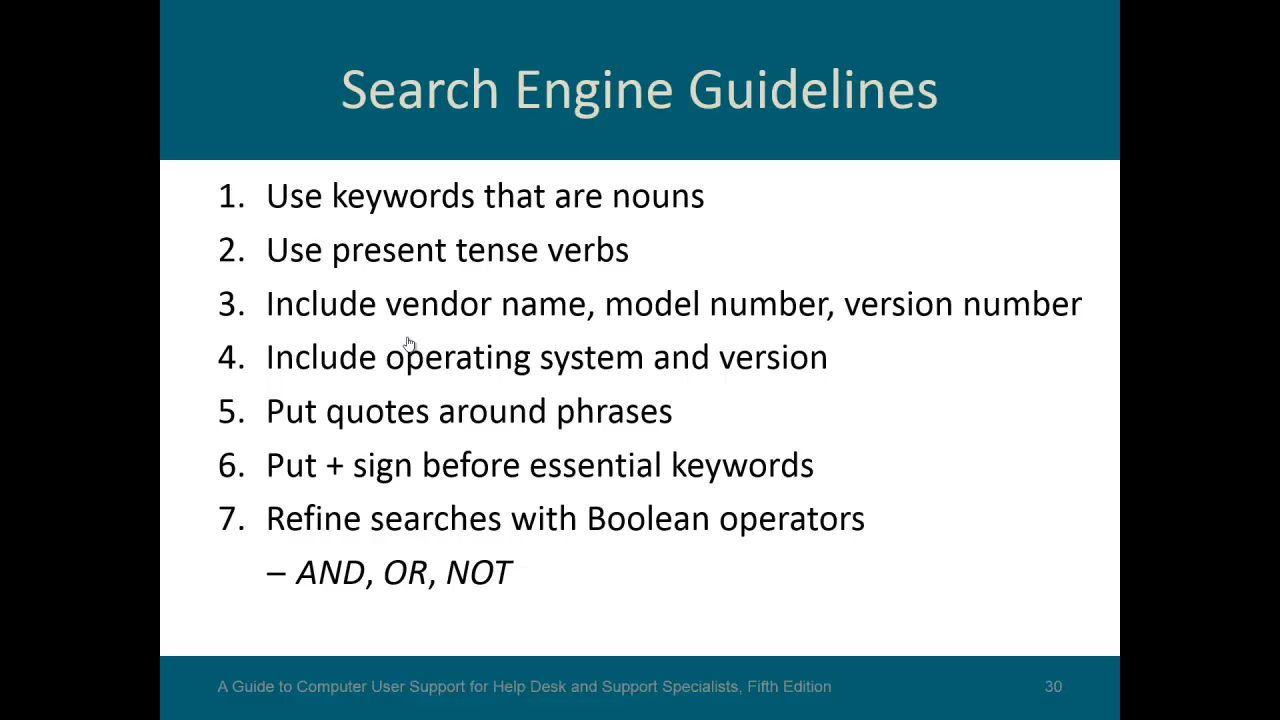 Search Engine Guidelines
1. Use keywords that are nouns
2. Use present tense verbs
3. Include vendor name, model number, version number
4. Include operating system and version
5. Put quotes around phrases
6. Put + sign before essential keywords
7. Refine searches with Boolean operators
– AND, OR, NOT
A Guide to Computer User Support for Help Desk and Support Specialists, Fifth Edition 30